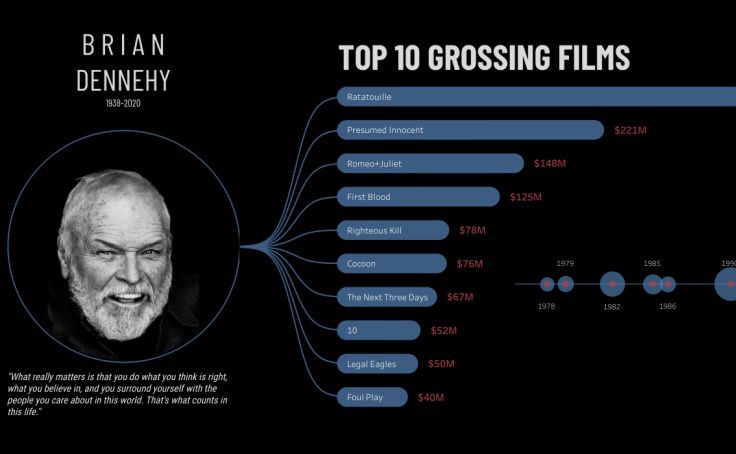 BRIAN
DENNEHY
1938-2020
"What really matters is that you do what you think is right,
what you believe in, and you surround yourself with the
people you care about in this world. That's what counts in
this life."
TOP 10 GROSSING FILMS
Ratatouille
Presumed Innocent $221M
Romeo+Juliet $148M
First Blood $125M
Righteous Kill $78M
Cocoon $76M
The Next Three Days $67M
10 $52M
Legal Eagles $50M
Foul Play $40M
1979 1985 1990
1978 1982 1986